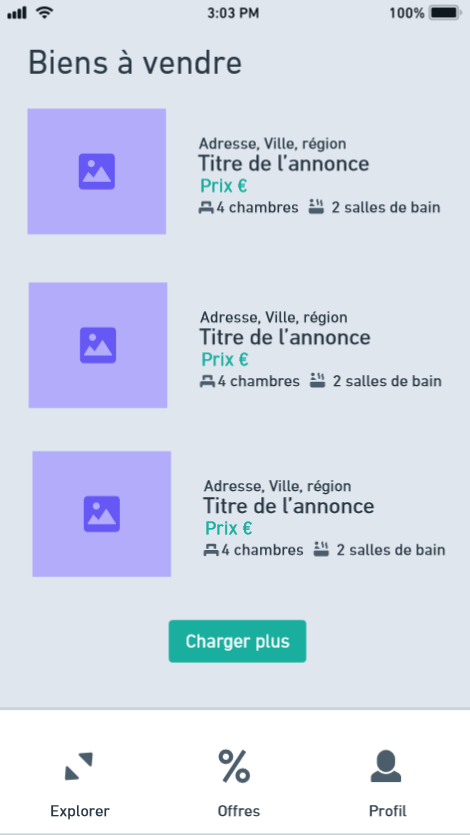 3:03 PM
100%
Biens à vendre
Adresse, Ville, région
Titre de l’annonce
Prix €
4 chambres 2 salles de bain
Adresse, Ville, région
Titre de l’annonce
Prix €
4 chambres 2 salles de bain
Adresse, Ville, région
Titre de l’annonce
Prix €
4 chambres 2 salles de bain
Charger plus
%
Explorer Offres Profil